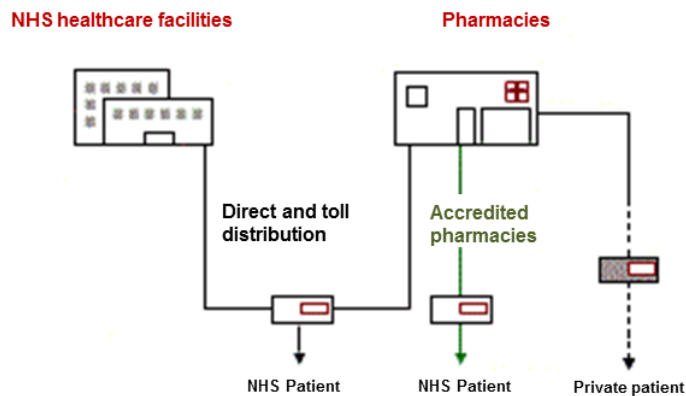 NHS healthcare facilities
Pharmacies
Direct and toll
distribution
Accredited
pharmacies
NHS Patient
NHS Patient
Private patient